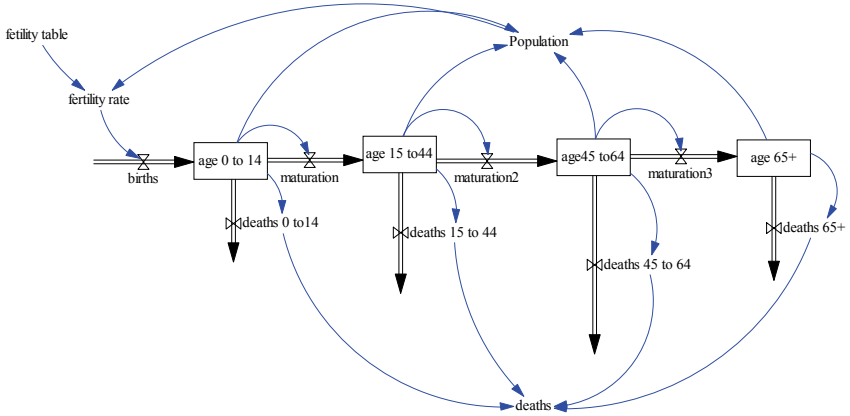 fetility table
Population
fertility rate
births
age 0 to 14
maturation
age 15 to44
maturation2
age45 to64
maturation3
age 65+
deaths 0 to14
deaths 15 to 44
deaths 45 to 64
deaths 65+
deaths